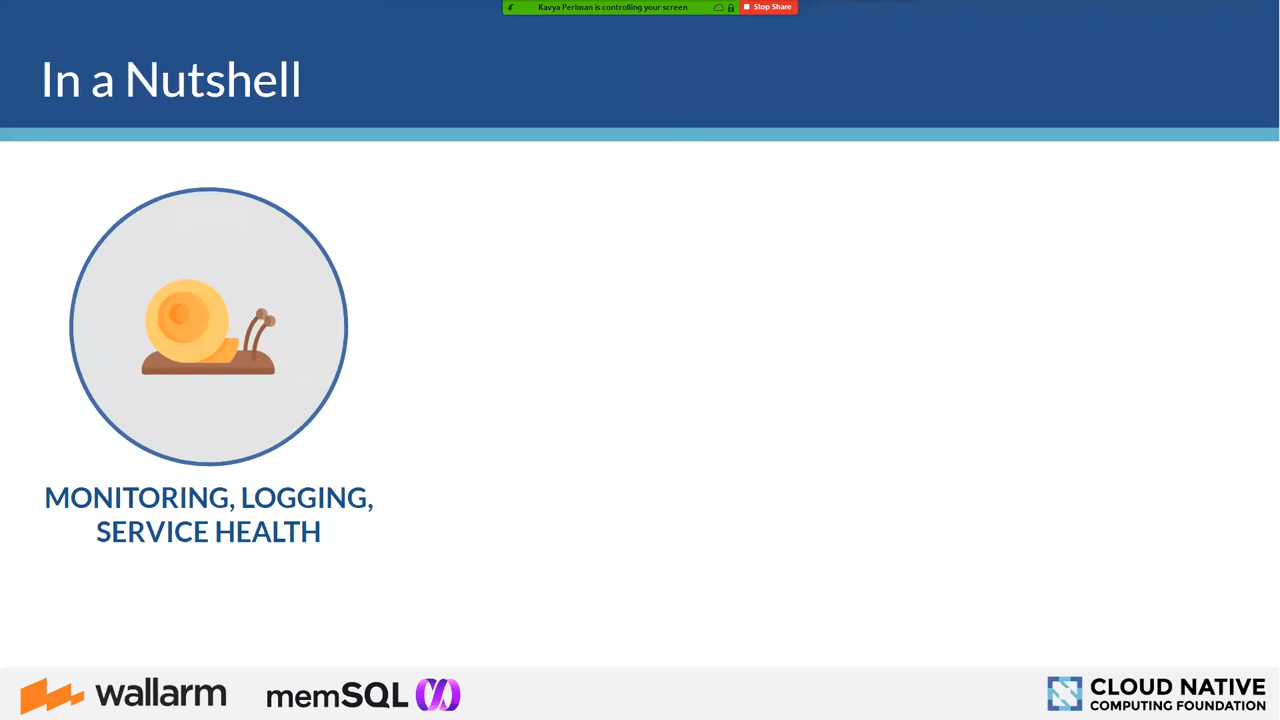 Kavya Perlman is controlling your screen
Stop Share
In a Nutshell
MONITORING, LOGGING,
SERVICE HEALTH
wallarm
memSQL
CLOUD NATIVE
COMPUTING FOUNDATION